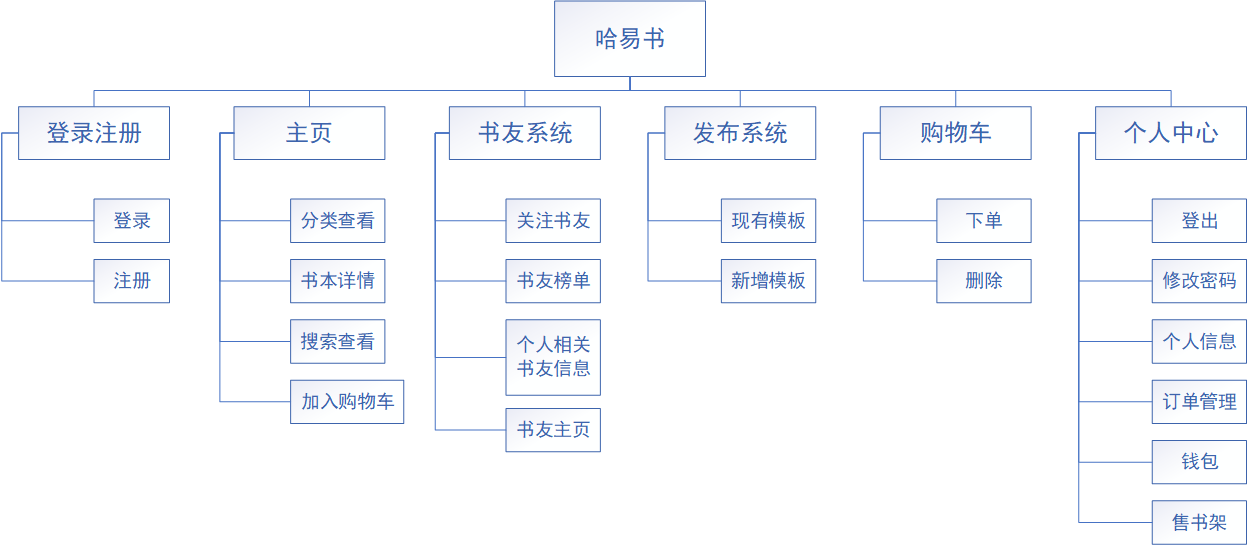 哈易书
登录注册
主页
书友系统
发布系统
购物车
个人中心
登录
注册
分类查看
书本详情
搜索查看
加入购物车
关注书友
书友榜单
个人相关
书友信息
书友主页
现有模板
新增模板
下单
删除
登出
修改密码
个人信息
订单管理
钱包
售书架